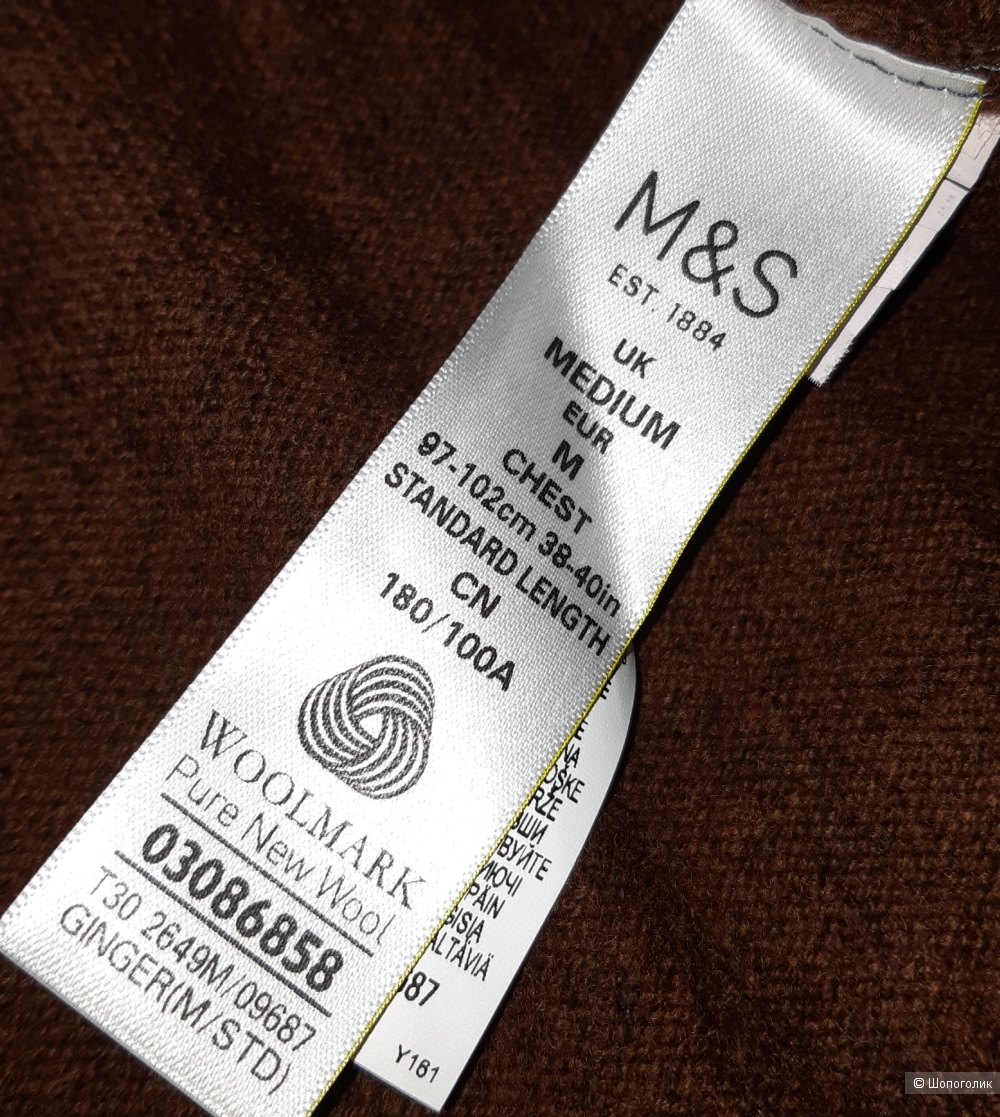 M&S
EST. 1884
UK
MEDIUM
EUR
M
CHEST
97-102cm 38-40in
STANDARD LENGTH
CN
180/100A
WOOLMARK
Pure New Wool
03086858
T30 2649M/09687
GINGER(M/STD)
Y161
© Шопоголик